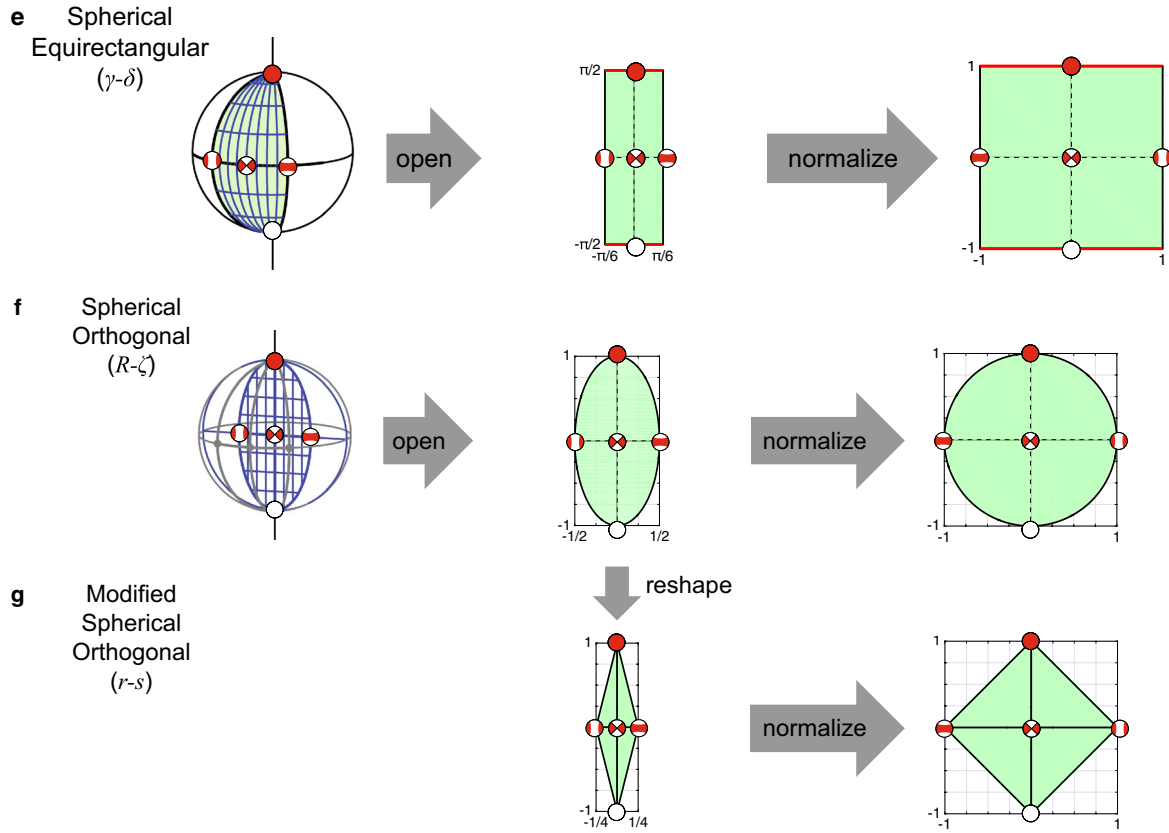 e
Spherical
Equirectangular
(γ-δ)
open
π/2
-π/2
-π/6 π/6
normalize
1
-1
-1 1
f
Spherical
Orthogonal
(R-ζ)
open
1
-1
-1/2 1/2
normalize
1
-1
-1 1
reshape
g
Modified
Spherical
Orthogonal
(r-s)
1
-1
-1/4 1/4
normalize
1
-1
-1 1